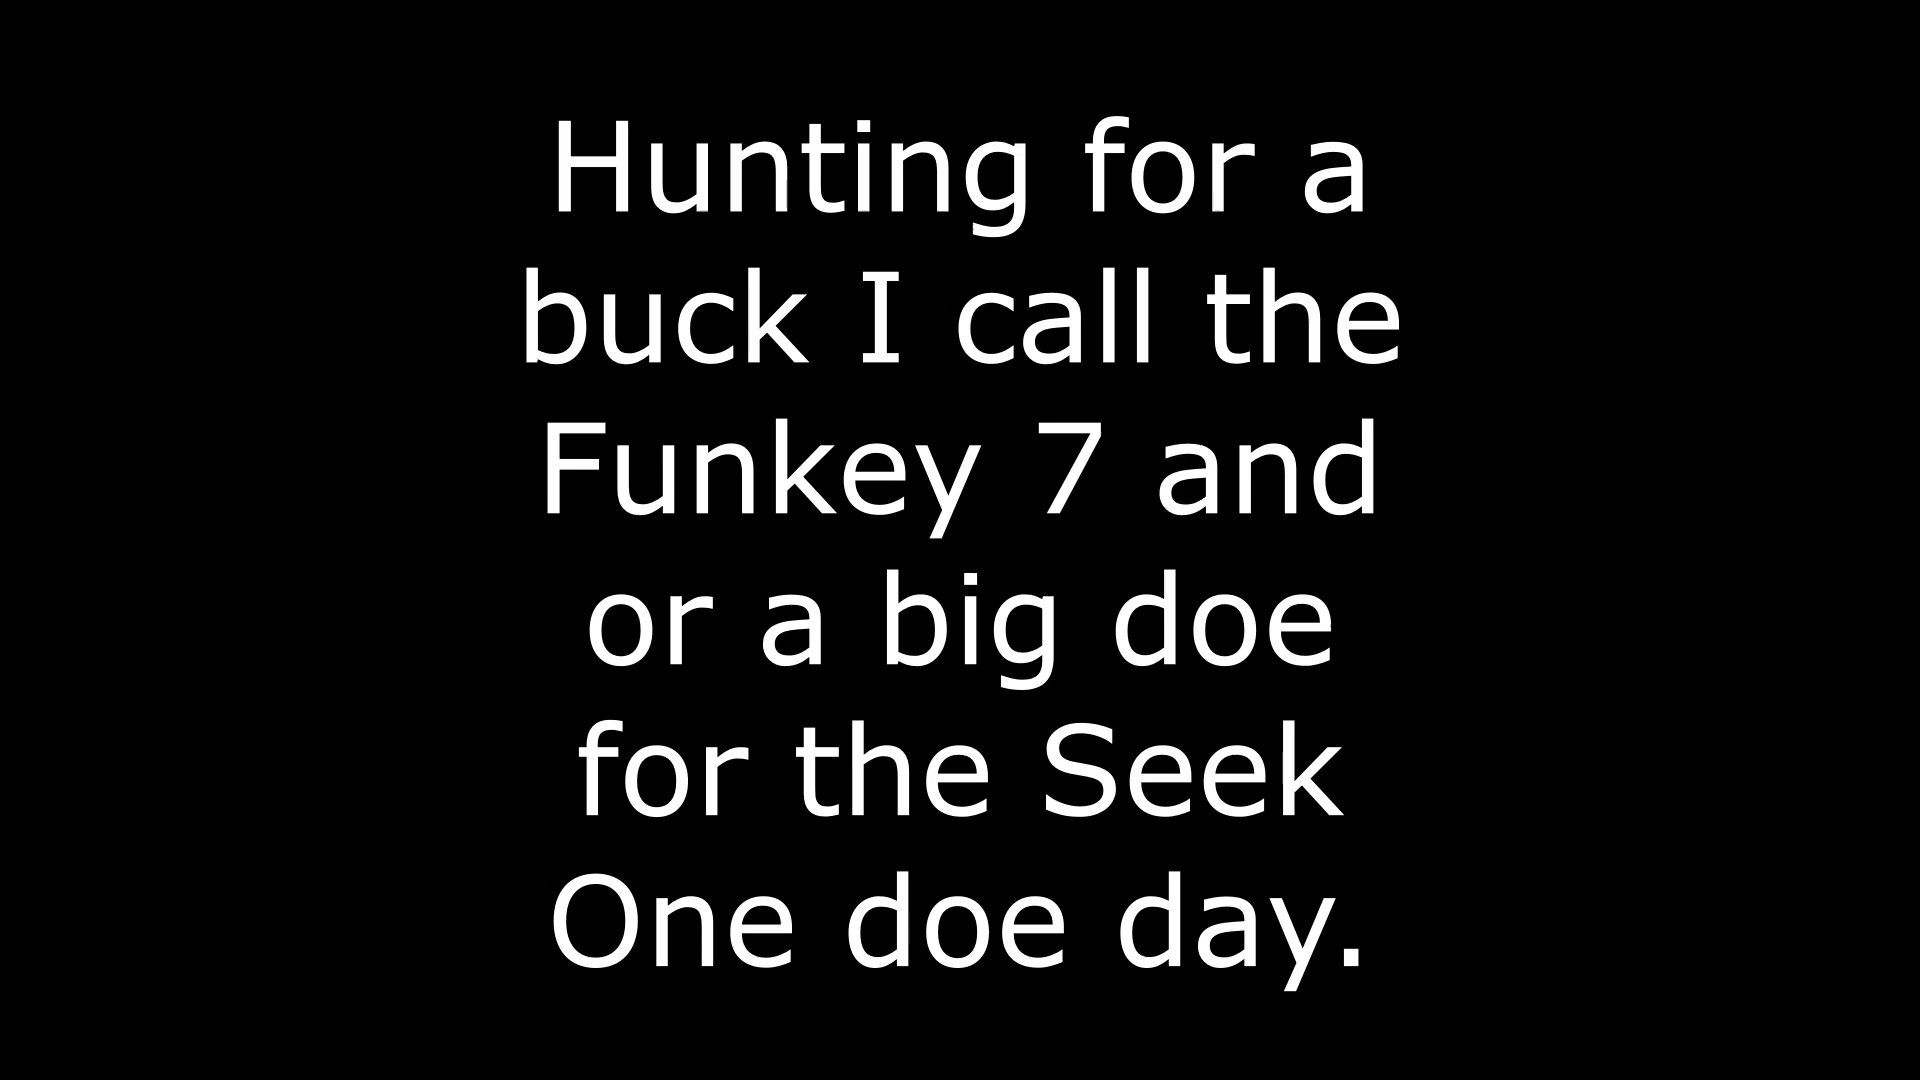 Hunting for a
buck I call the
Funkey 7 and
or a big doe
for the Seek
One doe day.